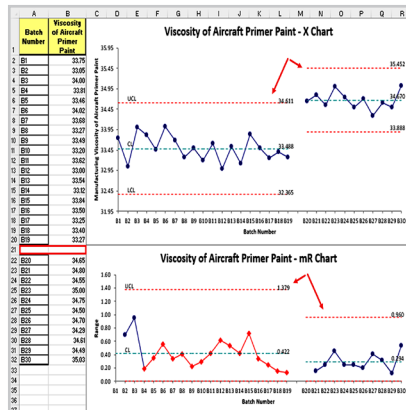 A B C D E F G H I J K L M N O P Q R
1 Batch Number Viscosity of Aircraft Primer Paint
2 B1 33.75
3 B2 33.05
4 B3 34.00
5 B4 33.81
6 B5 33.46
7 B6 34.02
8 B7 33.68
9 B8 33.27
10 B9 33.49
11 B10 33.20
12 B11 33.62
13 B12 33.00
14 B13 33.54
15 B14 33.12
16 B15 33.84
17 B16 33.50
18 B17 33.25
19 B18 33.40
20 B19 33.27
21
22 B20 34.65
23 B21 34.80
24 B22 34.55
25 B23 35.00
26 B24 34.75
27 B25 34.50
28 B26 34.70
29 B27 34.29
30 B28 34.61
31 B29 34.49
32 B30 35.03
33
34
35
36
37
Viscosity of Aircraft Primer Paint - X Chart
Manufacturing Viscosity of Aircraft Primer Paint
35.95
35.45
34.95
34.45
33.95
33.45
32.95
32.45
31.95
UCL
CL
LCL
34.611
33.488
32.365
35.452
34.670
33.888
B1 B2 B3 B4 B5 B6 B7 B8 B9 B10 B11 B12 B13 B14 B15 B16 B17 B18 B19 B20 B21 B22 B23 B24 B25 B26 B27 B28 B29 B30
Batch Number
Viscosity of Aircraft Primer Paint - mR Chart
Range
1.60
1.40
1.20
1.00
0.80
0.60
0.40
0.20
0.00
UCL
CL
1.379
0.422
0.960
0.294
B1 B2 B3 B4 B5 B6 B7 B8 B9 B10 B11 B12 B13 B14 B15 B16 B17 B18 B19 B20 B21 B22 B23 B24 B25 B26 B27 B28 B29 B30
Batch Number